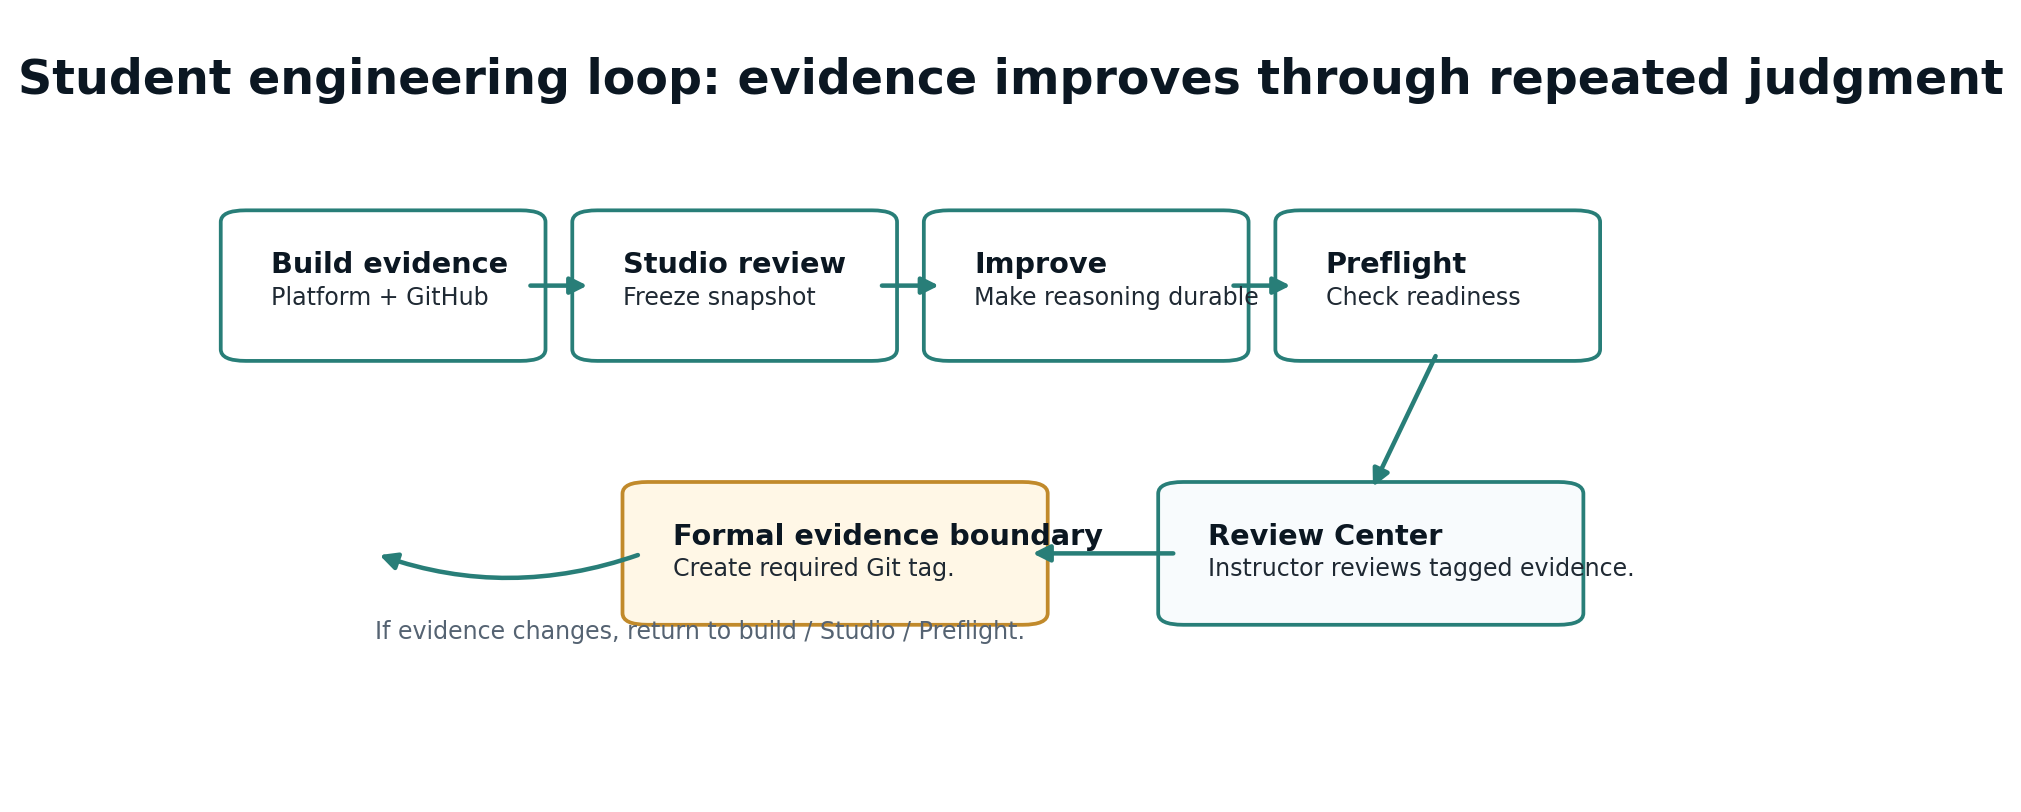 Student engineering loop: evidence improves through repeated judgment
Build evidence
Platform + GitHub
Studio review
Freeze snapshot
Improve
Make reasoning durable
Preflight
Check readiness
Formal evidence boundary
Create required Git tag.
Review Center
Instructor reviews tagged evidence.
If evidence changes, return to build / Studio / Preflight.